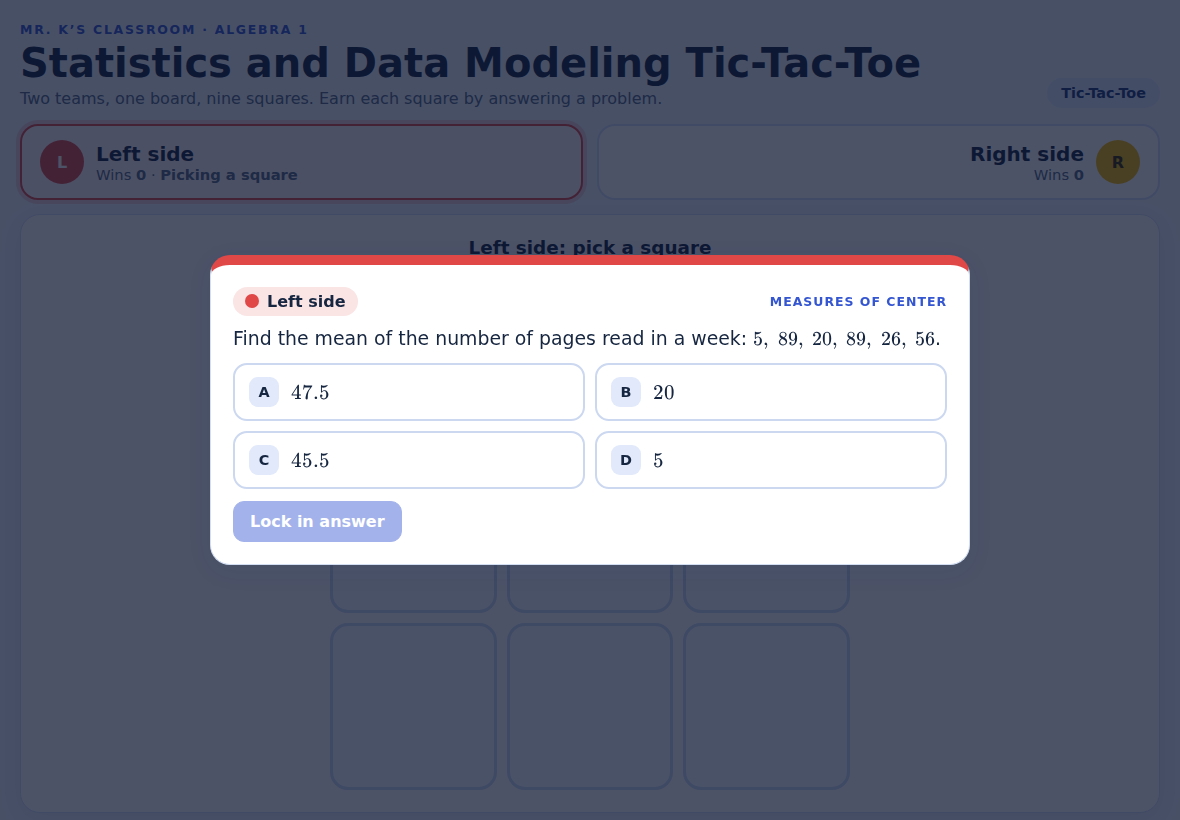 MR. K'S CLASSROOM · ALGEBRA 1
Statistics and Data Modeling Tic-Tac-Toe
Two teams, one board, nine squares. Earn each square by answering a problem.
Tic-Tac-Toe
L
Left side
Wins 0 · Picking a square
Right side
Wins 0
R
Left side: pick a square
Left side
MEASURES OF CENTER
Find the mean of the number of pages read in a week: 5, 89, 20, 89, 26, 56.
A 47.5
B 20
C 45.5
D 5
Lock in answer